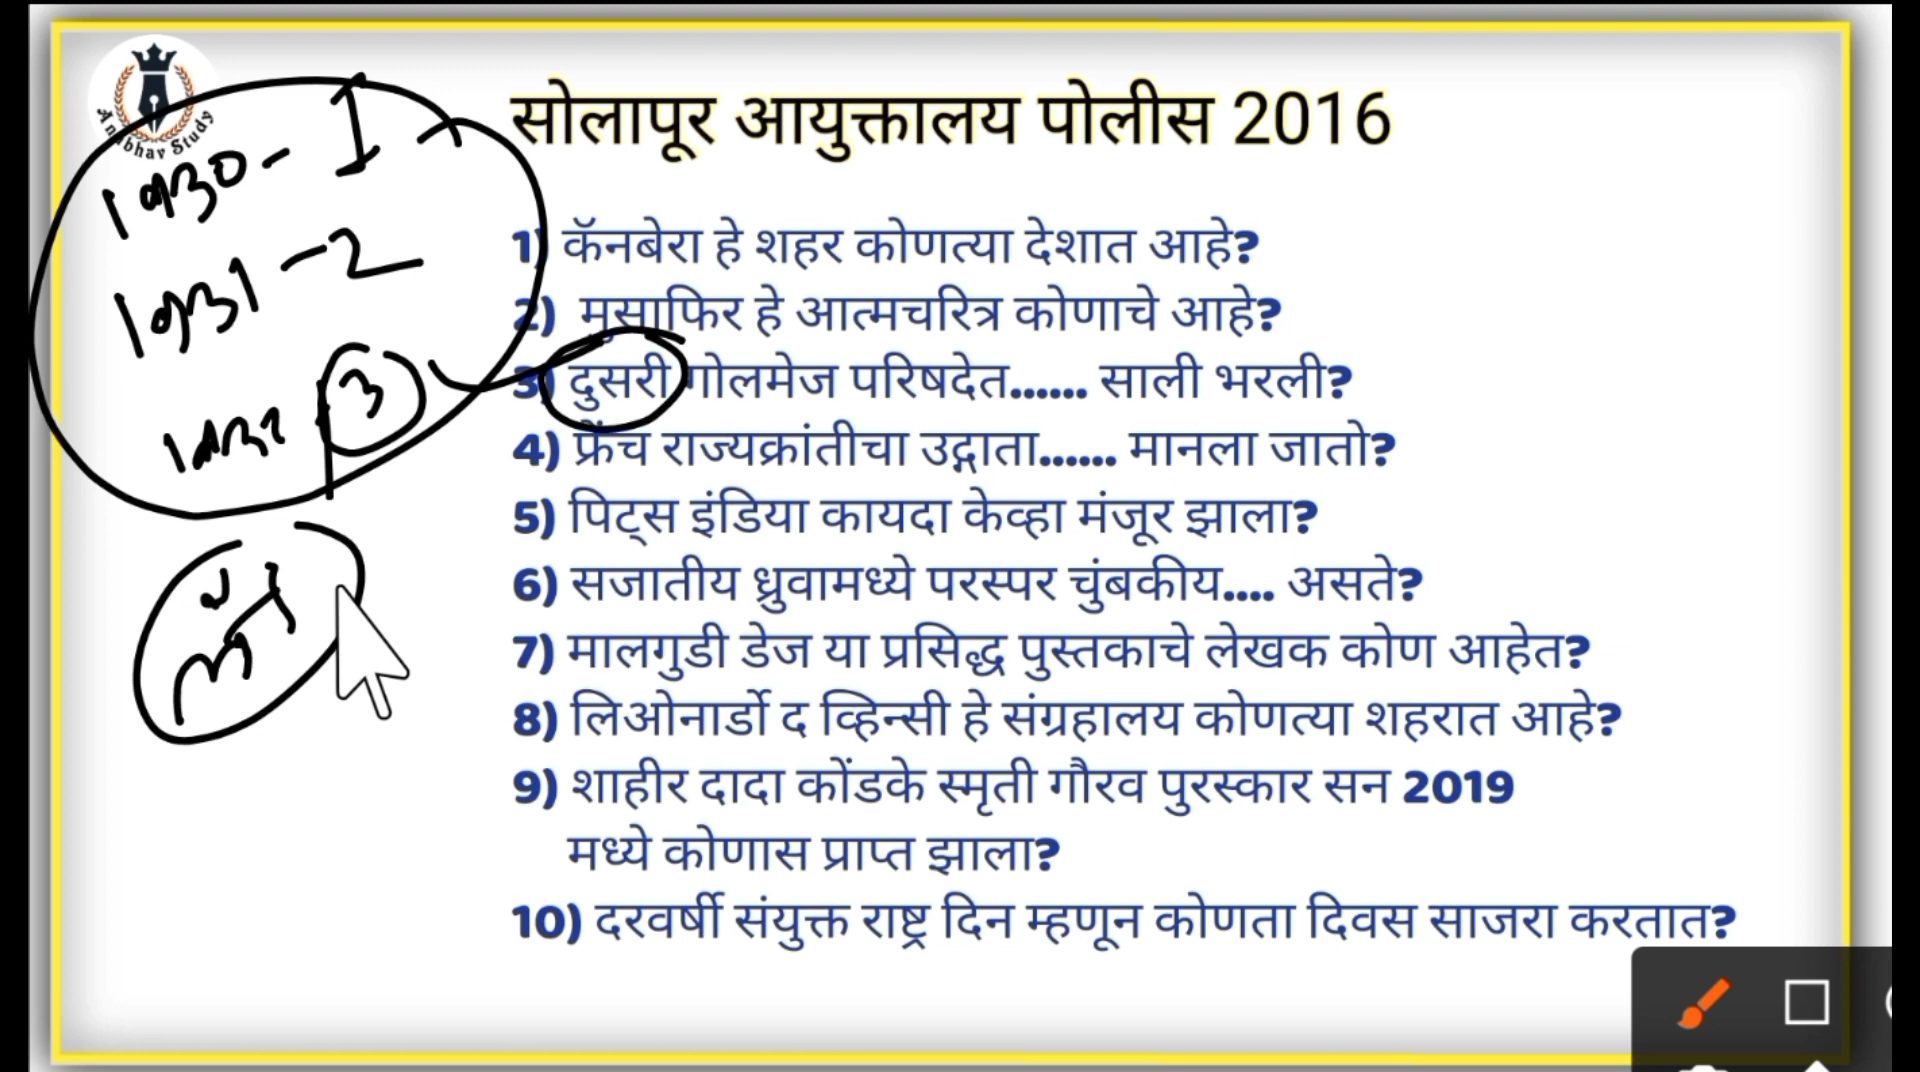 Anubhav Study
सोलापूर आयुक्तालय पोलीस 2016
1930 - I
1931 - 2
1932 3
1) कॅनबेरा हे शहर कोणत्या देशात आहे?
2) मुसाफिर हे आत्मचरित्र कोणाचे आहे?
3) दुसरी गोलमेज परिषदेत...... साली भरली?
4) फ्रेंच राज्यक्रांतीचा उद्गाता...... मानला जातो?
5) पिट्स इंडिया कायदा केव्हा मंजूर झाला?
6) सजातीय ध्रुवामध्ये परस्पर चुंबकीय.... असते?
7) मालगुडी डेज या प्रसिद्ध पुस्तकाचे लेखक कोण आहेत?
8) लिओनार्डो द व्हिन्सी हे संग्रहालय कोणत्या शहरात आहे?
9) शाहीर दादा कोंडके स्मृती गौरव पुरस्कार सन 2019
मध्ये कोणास प्राप्त झाला?
10) दरवर्षी संयुक्त राष्ट्र दिन म्हणून कोणता दिवस साजरा करतात?